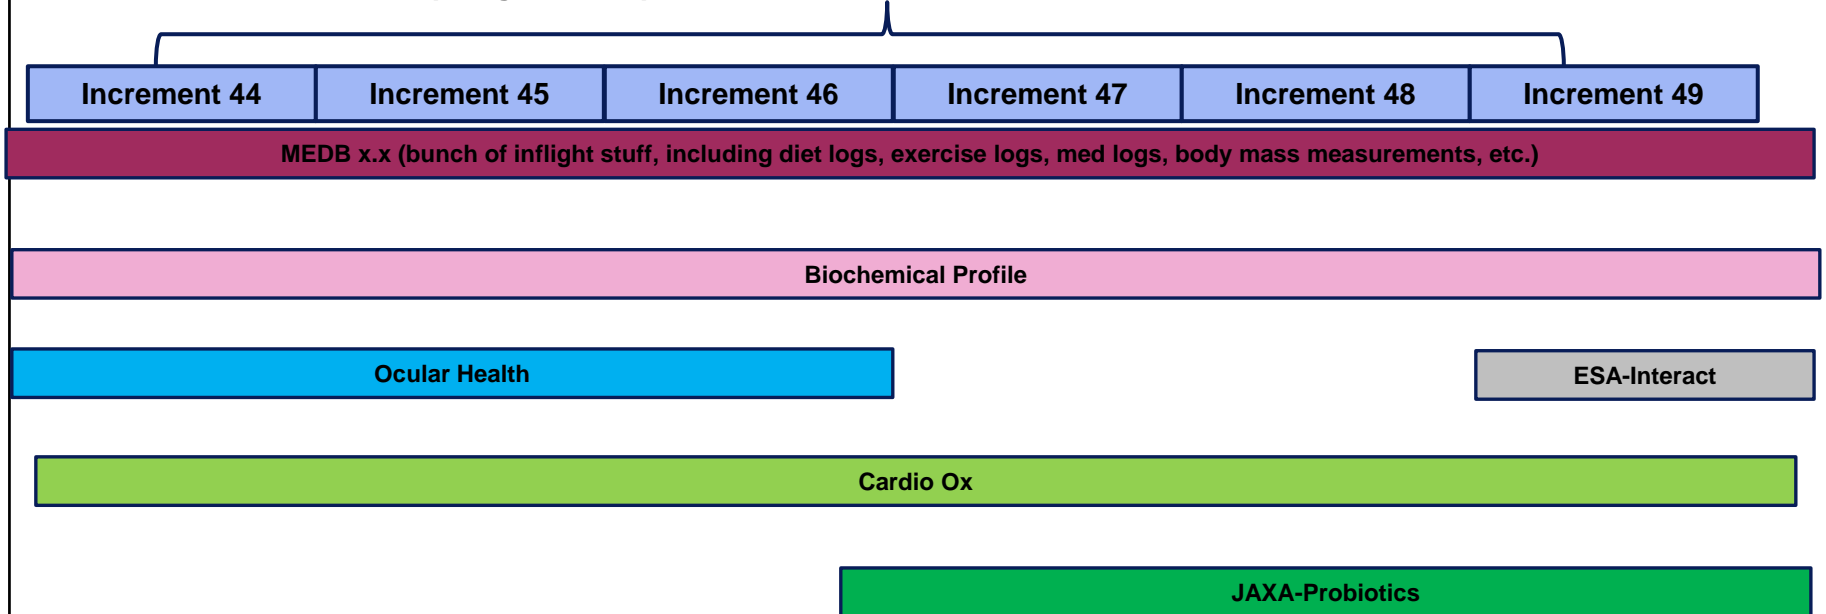 Increment 44 Increment 45 Increment 46 Increment 47 Increment 48 Increment 49
MEDB x.x (bunch of inflight stuff, including diet logs, exercise logs, med logs, body mass measurements, etc.)
Biochemical Profile
Ocular Health
ESA-Interact
Cardio Ox
JAXA-Probiotics